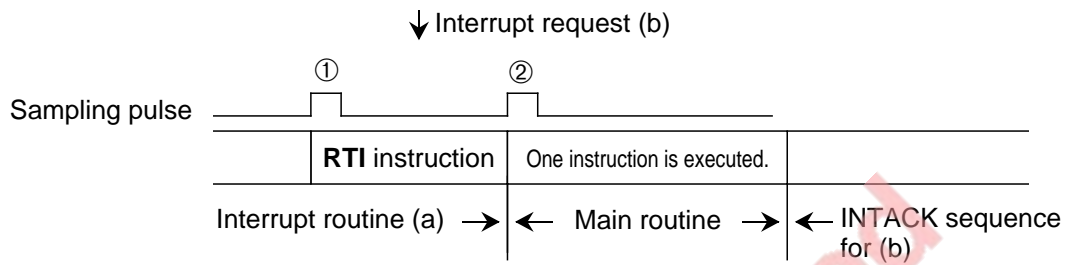 Interrupt request (b)
① ②
Sampling pulse
RTI instruction One instruction is executed.
Interrupt routine (a) Main routine INTACK sequence
for (b)